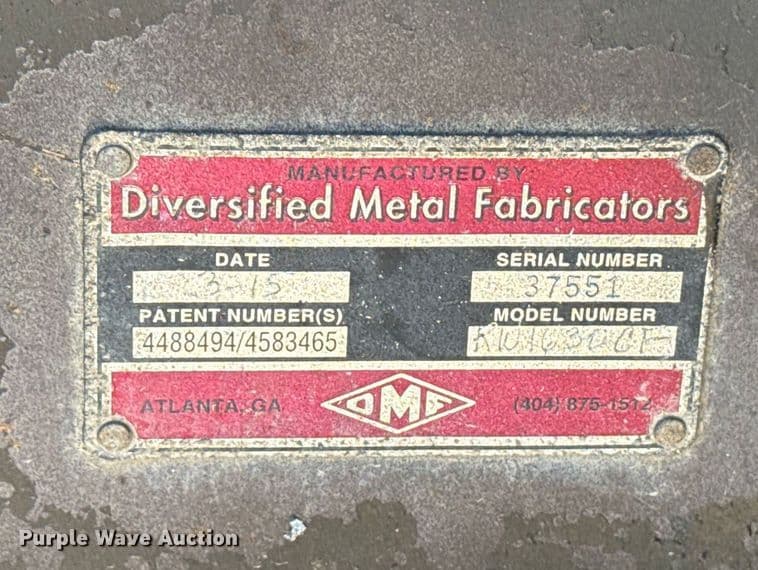 MANUFACTURED BY
Diversified Metal Fabricators
DATE
3-15
SERIAL NUMBER
37551
PATENT NUMBER(S)
4488494/4583465
MODEL NUMBER
ATLANTA, GA
DMF
(404) 875-1512
Purple Wave Auction